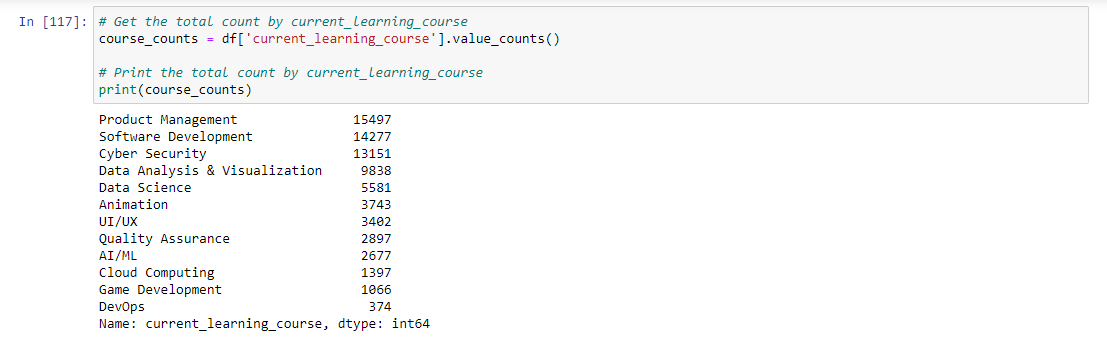 In [117]: # Get the total count by current_learning_course
course_counts = df['current_learning_course'].value_counts()
# Print the total count by current_learning_course
print(course_counts)
Product Management 15497
Software Development 14277
Cyber Security 13151
Data Analysis & Visualization 9838
Data Science 5581
Animation 3743
UI/UX 3402
Quality Assurance 2897
AI/ML 2677
Cloud Computing 1397
Game Development 1066
DevOps 374
Name: current_learning_course, dtype: int64